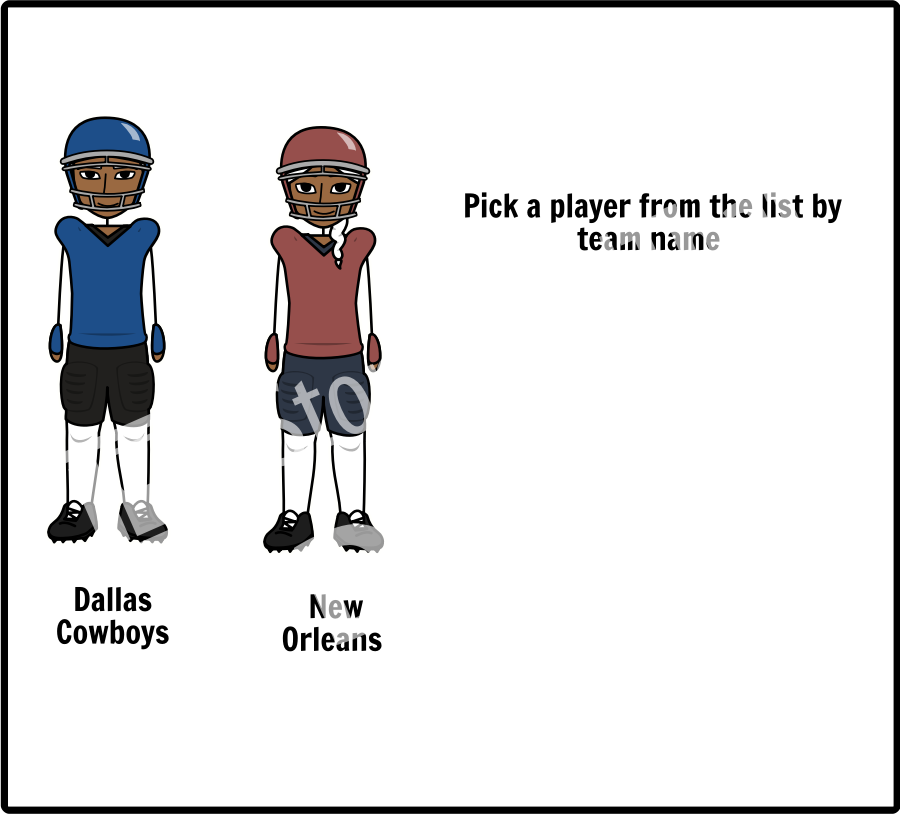 Pick a player from the list by
team name
Dallas
Cowboys
New
Orleans